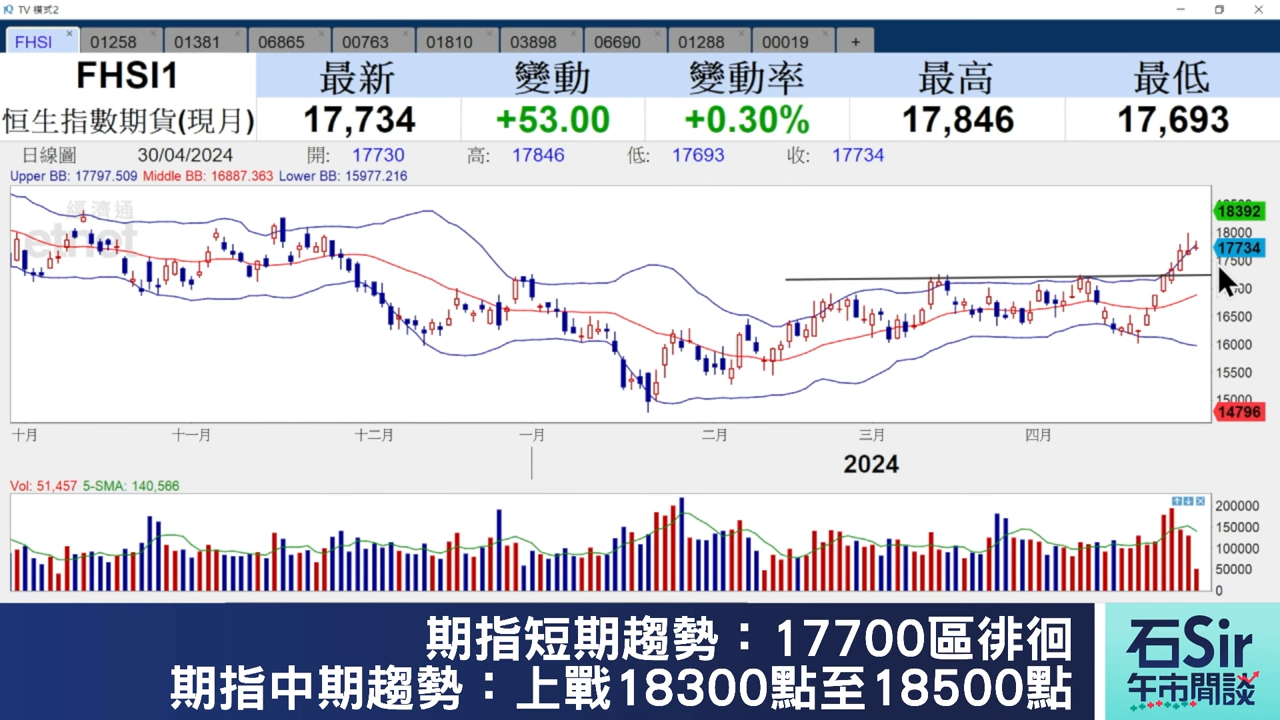 TV 模式2
FHSI 01258 01381 06865 00763 01810 03898 06690 01288 00019 +
FHSI1 最新 變動 變動率 最高 最低
恒生指數期貨(現月) 17,734 +53.00 +0.30% 17,846 17,693
日線圖 30/04/2024 開: 17730 高: 17846 低: 17693 收: 17734
Upper BB: 17797.509 Middle BB: 16887.363 Lower BB: 15977.216
經濟通
etnet
18392
18000
17734
17500
16500
16000
15500
15000
14796
十月 十一月 十二月 一月 二月 三月 四月
2024
Vol: 51,457 5-SMA: 140,566
200000
150000
100000
50000
0
期指短期趨勢：17700區徘徊
期指中期趨勢：上戰18300點至18500點
石Sir
午市閒談